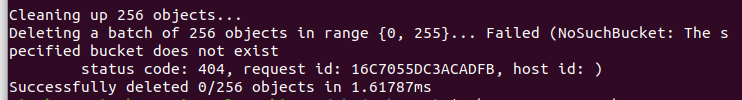 Cleaning up 256 objects...
Deleting a batch of 256 objects in range {0, 255}... Failed (NoSuchBucket: The s
pecified bucket does not exist
        status code: 404, request id: 16C7055DC3ACADFB, host id: )
Successfully deleted 0/256 objects in 1.61787ms